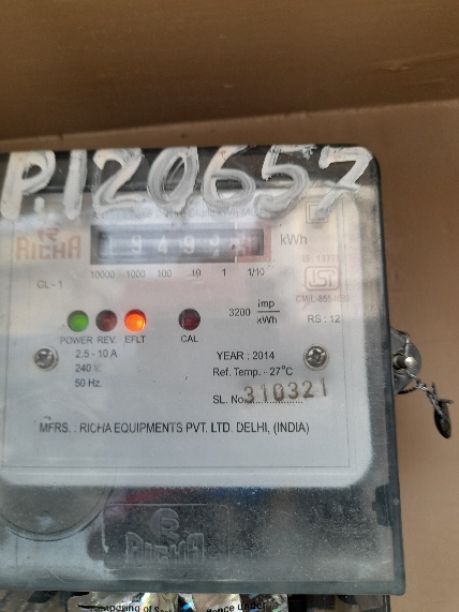 P.120657
RICHA
kWh
10000 1000 100 10 1 1/10
CL-1
3200 imp/kWh
RS : 12
POWER REV. EFLT CAL
2.5 - 10 A
YEAR : 2014
240 V
Ref. Temp. - 27°C
50 Hz.
SL. No. 310321
MFRS. : RICHA EQUIPMENTS PVT. LTD. DELHI, (INDIA)
RICHA